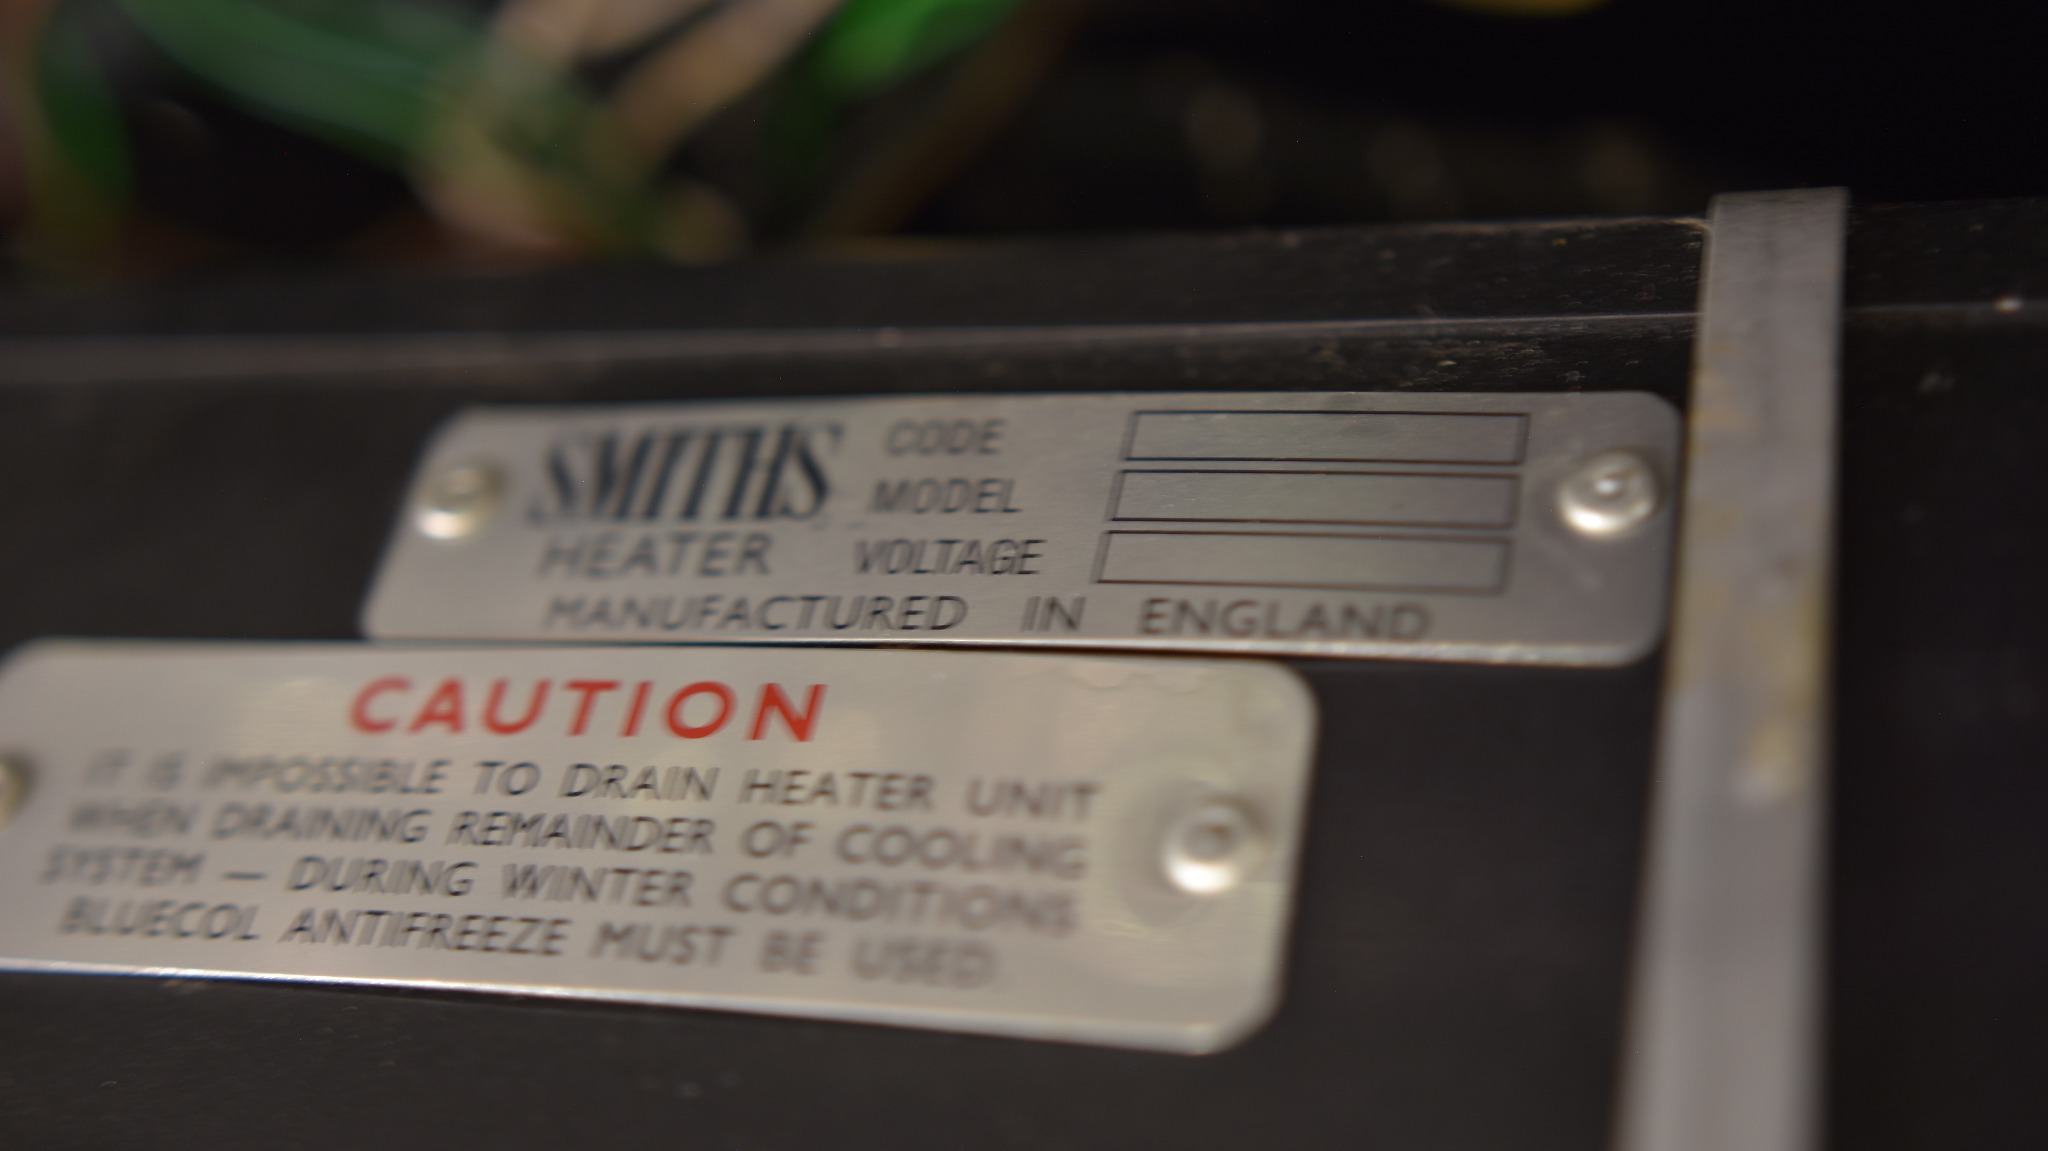 SMITHS CODE
MODEL
HEATER VOLTAGE
MANUFACTURED IN ENGLAND
CAUTION
IT IS IMPOSSIBLE TO DRAIN HEATER UNIT
WHEN DRAINING REMAINDER OF COOLING
SYSTEM — DURING WINTER CONDITIONS
BLUECOL ANTIFREEZE MUST BE USED